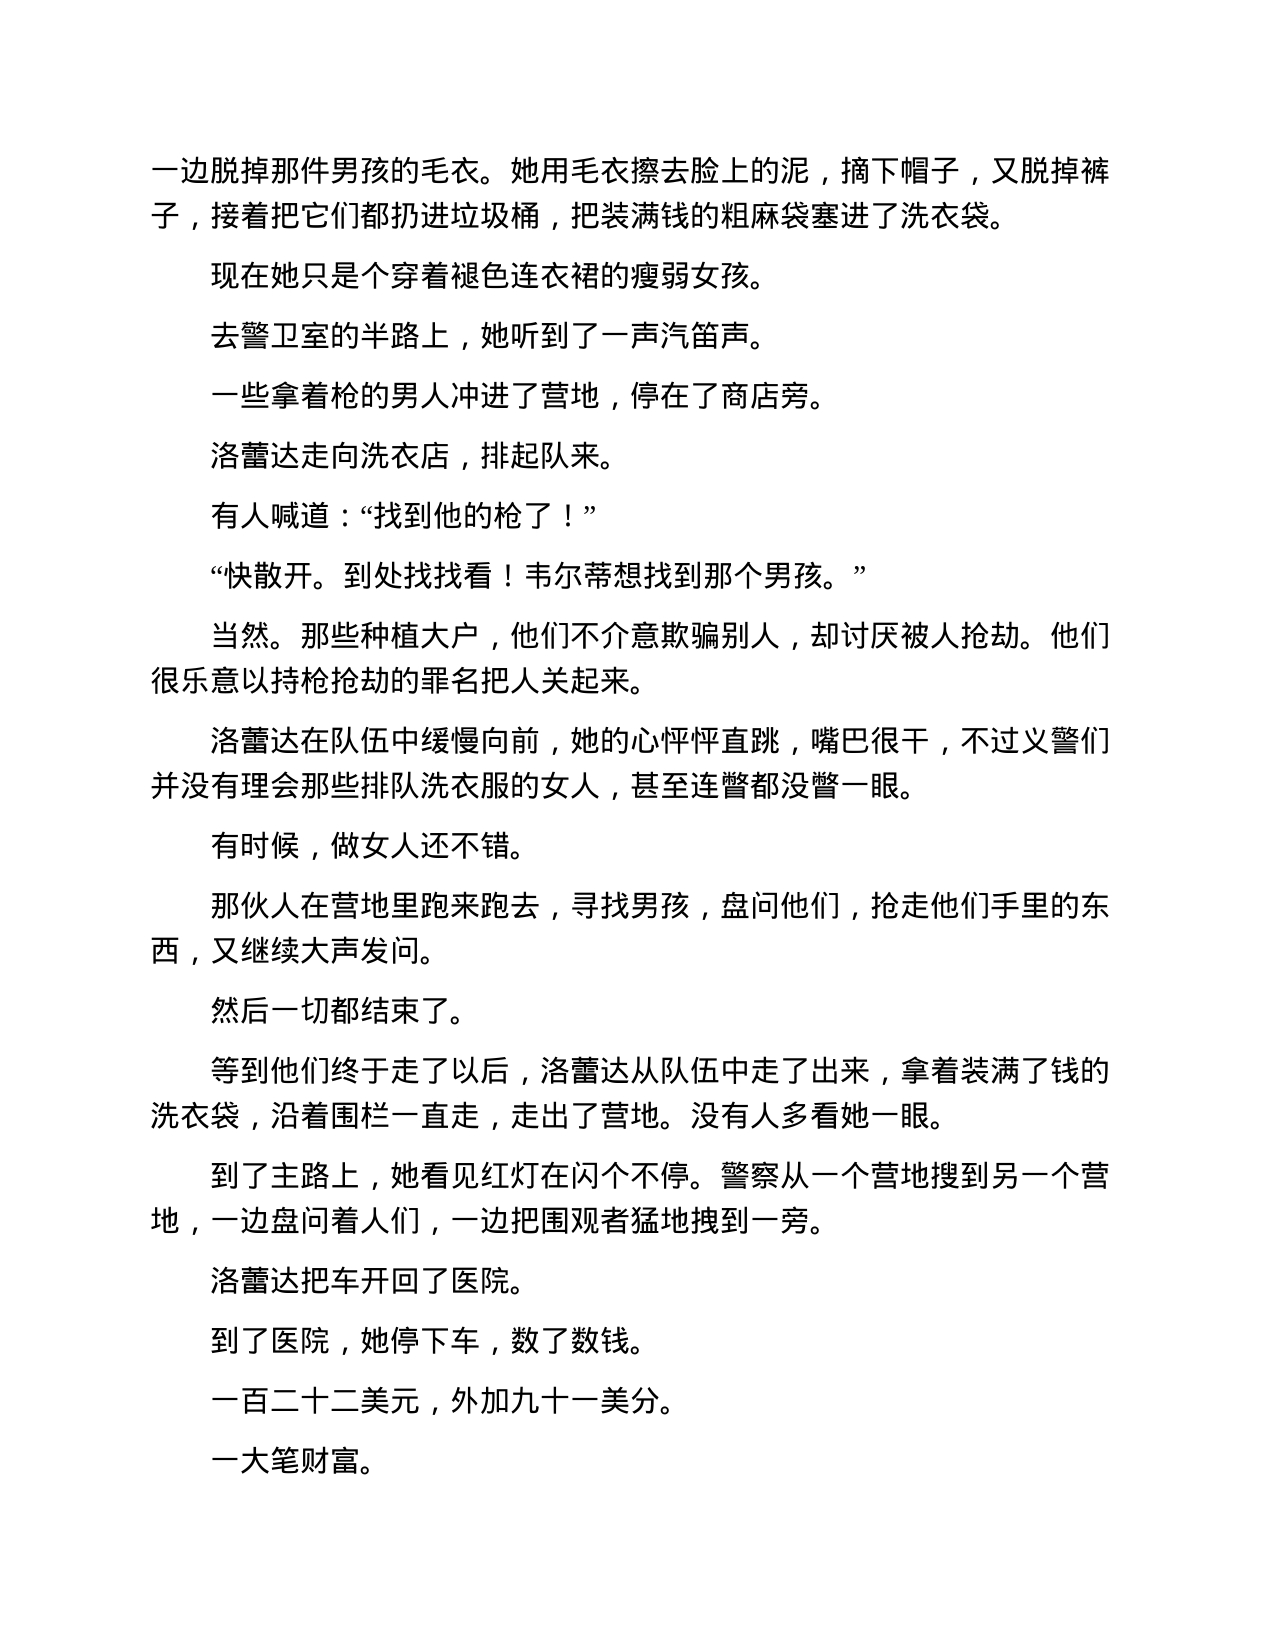 一边脱掉那件男孩的毛衣。她用毛衣擦去脸上的泥，摘下帽子，又脱掉裤
子，接着把它们都扔进垃圾桶，把装满钱的粗麻袋塞进了洗衣袋。
现在她只是个穿着褪色连衣裙的瘦弱女孩。
去警卫室的半路上，她听到了一声汽笛声。
一些拿着枪的男人冲进了营地，停在了商店旁。
洛蕾达走向洗衣店，排起队来。
有人喊道：“找到他的枪了！”
“快散开。到处找找看！韦尔蒂想找到那个男孩。”
当然。那些种植大户，他们不介意欺骗别人，却讨厌被人抢劫。他们
很乐意以持枪抢劫的罪名把人关起来。
洛蕾达在队伍中缓慢向前，她的心怦怦直跳，嘴巴很干，不过义警们
并没有理会那些排队洗衣服的女人，甚至连瞥都没瞥一眼。
有时候，做女人还不错。
那伙人在营地里跑来跑去，寻找男孩，盘问他们，抢走他们手里的东
西，又继续大声发问。
然后一切都结束了。
等到他们终于走了以后，洛蕾达从队伍中走了出来，拿着装满了钱的
洗衣袋，沿着围栏一直走，走出了营地。没有人多看她一眼。
到了主路上，她看见红灯在闪个不停。警察从一个营地搜到另一个营
地，一边盘问着人们，一边把围观者猛地拽到一旁。
洛蕾达把车开回了医院。
到了医院，她停下车，数了数钱。
一百二十二美元，外加九十一美分。
一大笔财富。